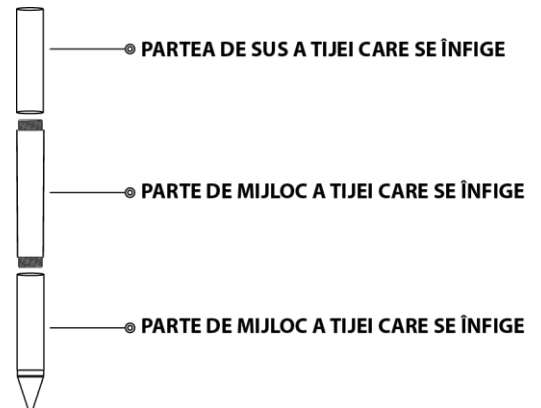 PARTEA DE SUS A TIJEI CARE SE ÎNFIGE
PARTE DE MIJLOC A TIJEI CARE SE ÎNFIGE
PARTE DE MIJLOC A TIJEI CARE SE ÎNFIGE